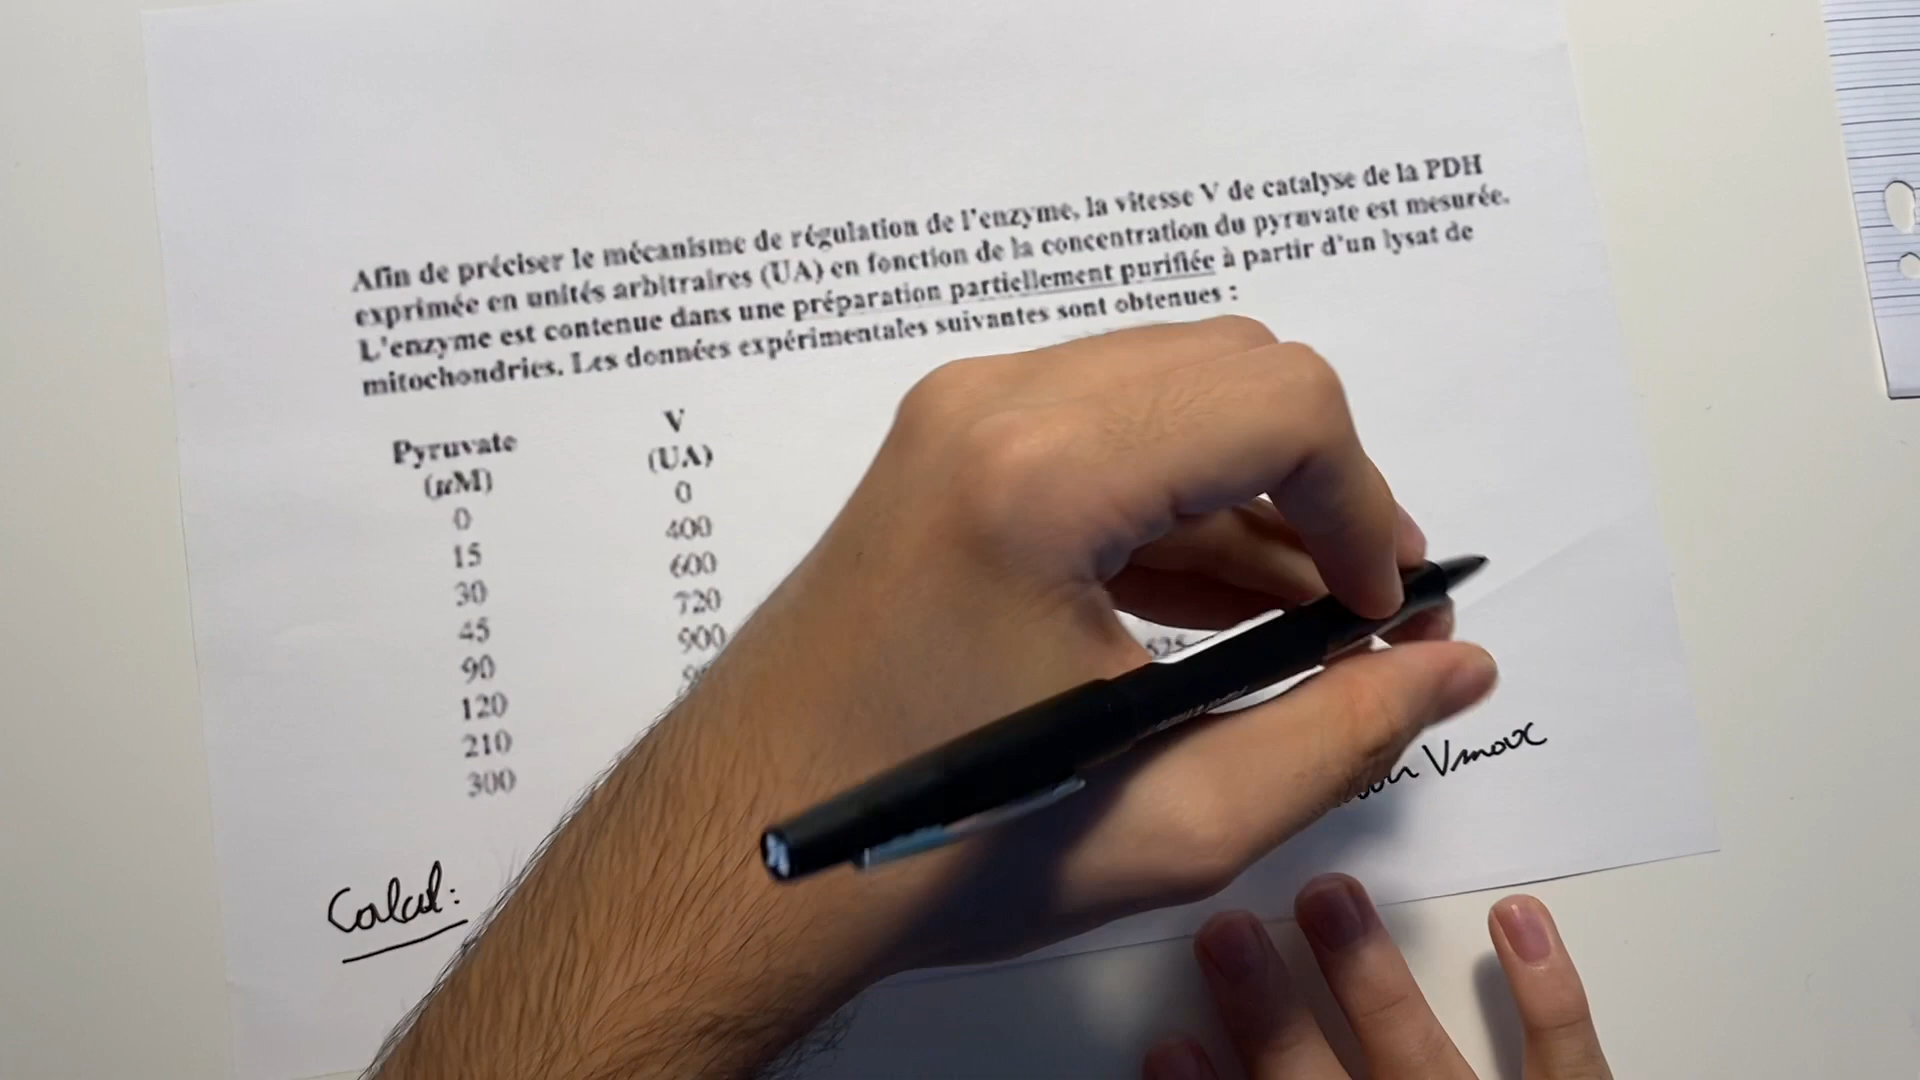 Afin de préciser le mécanisme de régulation de l'enzyme, la vitesse V de catalyse de la PDH
exprimée en unités arbitraires (UA) en fonction de la concentration du pyruvate est mesurée.
L'enzyme est contenue dans une préparation partiellement purifiée à partir d'un lysat de
mitochondries. Les données expérimentales suivantes sont obtenues :
Pyruvate V
(µM) (UA)
0 0
15 400
30 600
45 720
90 900
120
210
300
525
Vmax
Calcul: